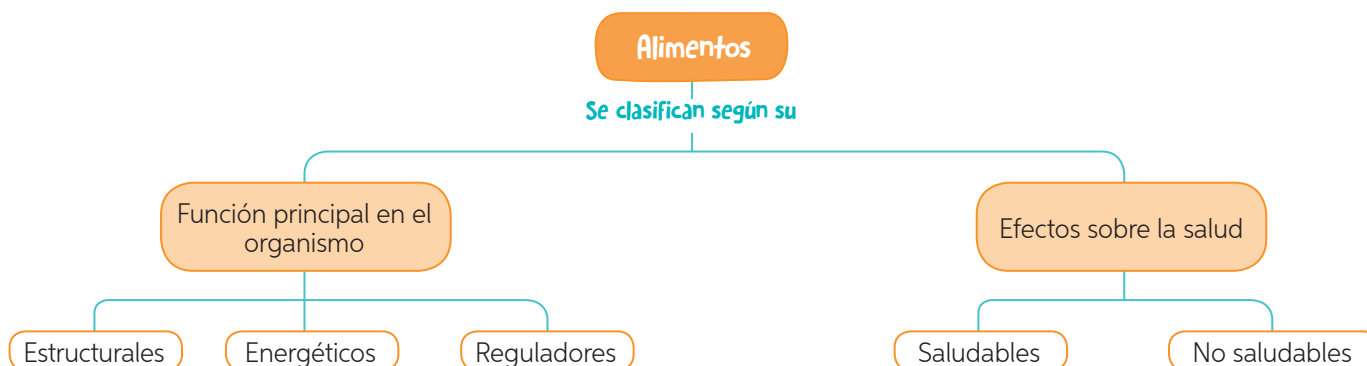 Alimentos
Se clasifican según su
Función principal en el
organismo
Efectos sobre la salud
Estructurales
Energéticos
Reguladores
Saludables
No saludables